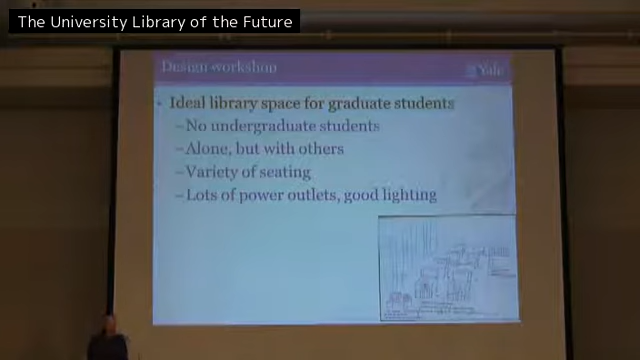 The University Library of the Future
Design workshop
Yale
Ideal library space for graduate students
–No undergraduate students
–Alone, but with others
–Variety of seating
–Lots of power outlets, good lighting